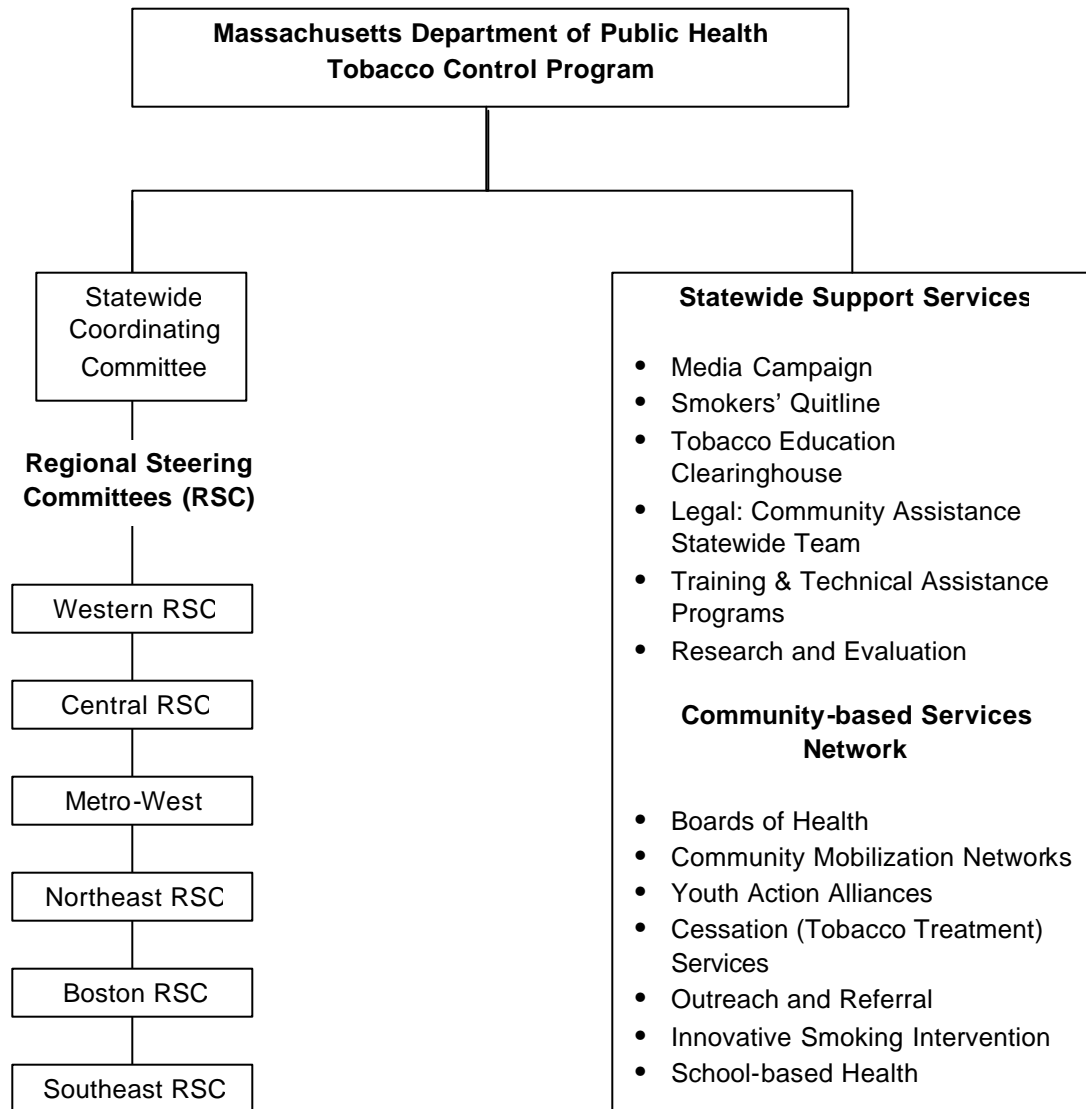 Massachusetts Department of Public Health
Tobacco Control Program
Statewide
Coordinating
Committee
Regional Steering
Committees (RSC)
Western RSC
Central RSC
Metro-West
Northeast RSC
Boston RSC
Southeast RSC
Statewide Support Services
• Media Campaign
• Smokers’ Quitline
• Tobacco Education
Clearinghouse
• Legal: Community Assistance
Statewide Team
• Training & Technical Assistance
Programs
• Research and Evaluation
Community-based Services
Network
• Boards of Health
• Community Mobilization Networks
• Youth Action Alliances
• Cessation (Tobacco Treatment)
Services
• Outreach and Referral
• Innovative Smoking Intervention
• School-based Health